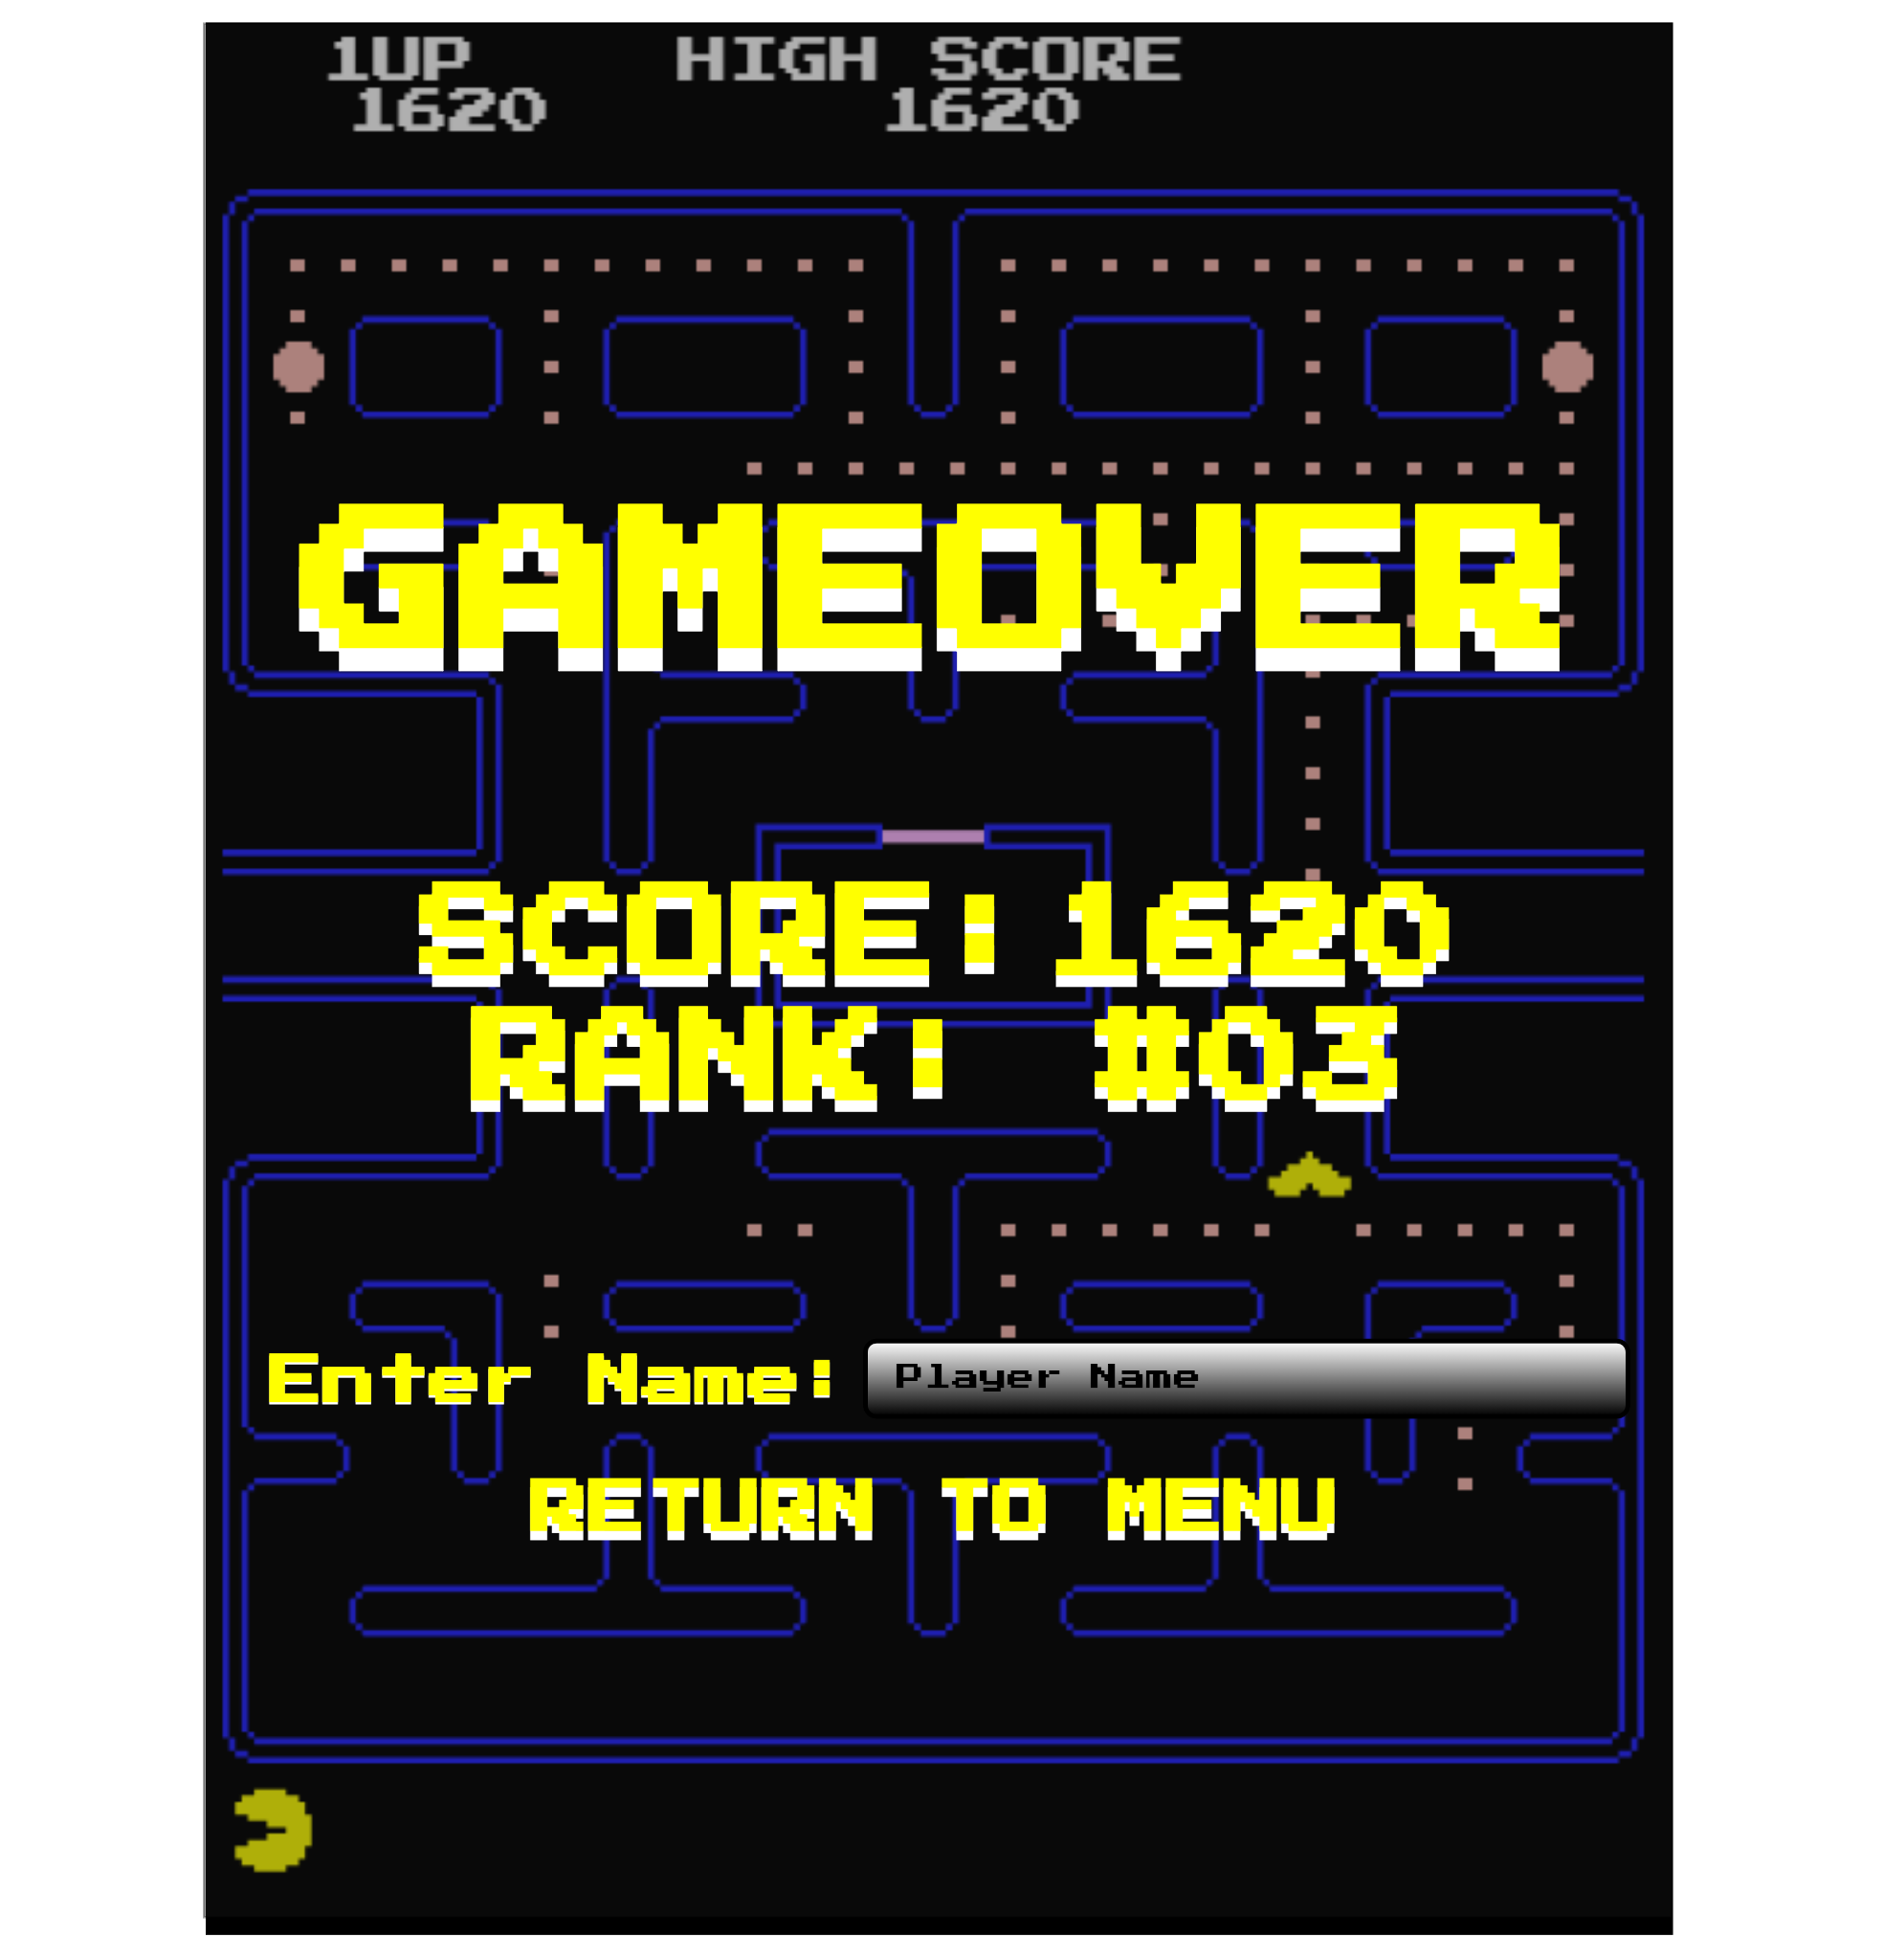 1UP HIGH SCORE
1620 1620
GAMEOVER
SCORE:1620
RANK: #03
Enter Name: Player Name
RETURN TO MENU